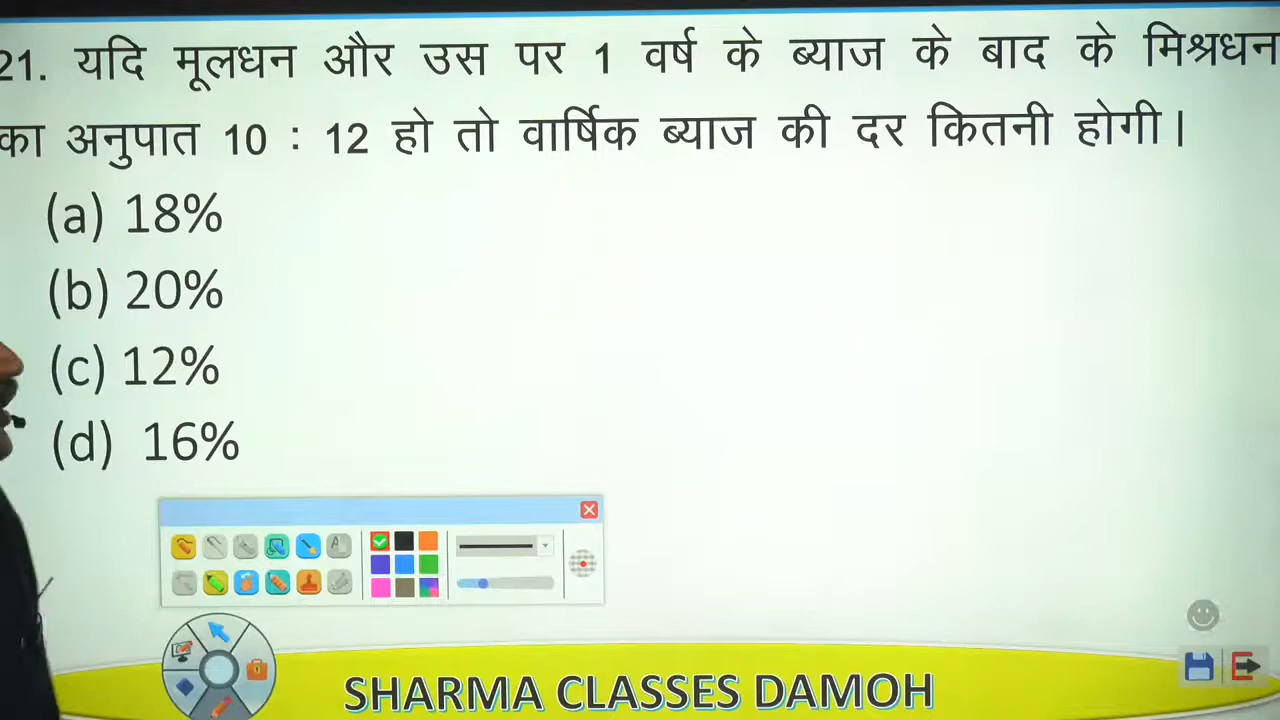 21. यदि मूलधन और उस पर 1 वर्ष के ब्याज के बाद के मिश्रधन
का अनुपात 10 : 12 हो तो वार्षिक ब्याज की दर कितनी होगी।
(a) 18%
(b) 20%
(c) 12%
(d) 16%
SHARMA CLASSES DAMOH